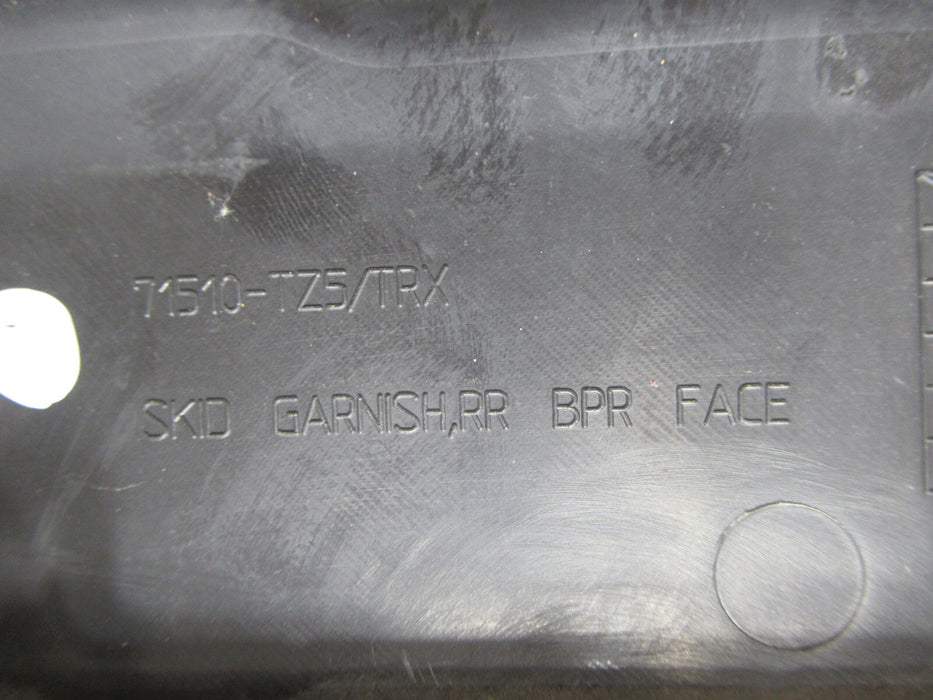 71510-TZ5/TRX
SKID GARNISH,RR BPR FACE